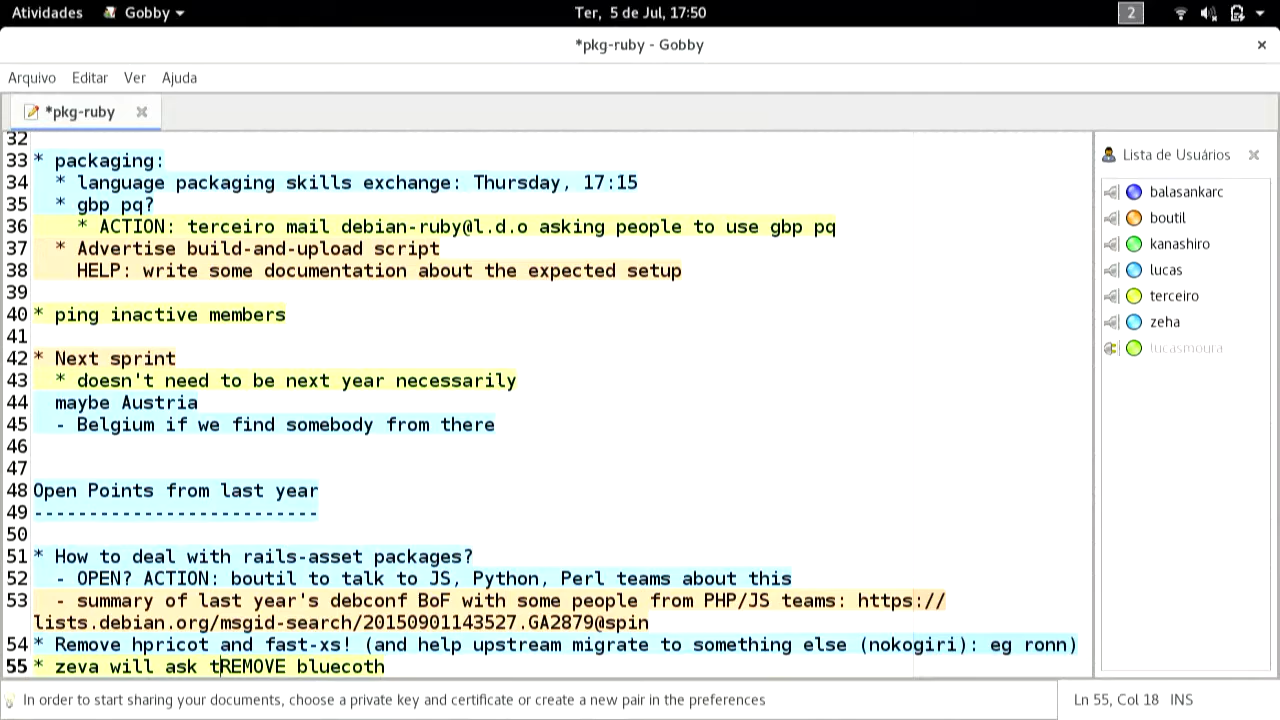 Atividades Gobby Ter, 5 de Jul, 17:50 2
*pkg-ruby - Gobby
Arquivo Editar Ver Ajuda
*pkg-ruby
32
33 * packaging:
34 * language packaging skills exchange: Thursday, 17:15
35 * gbp pq?
36 * ACTION: terceiro mail debian-ruby@l.d.o asking people to use gbp pq
37 * Advertise build-and-upload script
38 HELP: write some documentation about the expected setup
39
40 * ping inactive members
41
42 * Next sprint
43 * doesn't need to be next year necessarily
44 maybe Austria
45 - Belgium if we find somebody from there
46
47
48 Open Points from last year
49 --------------------------
50
51 * How to deal with rails-asset packages?
52 - OPEN? ACTION: boutil to talk to JS, Python, Perl teams about this
53 - summary of last year's debconf BoF with some people from PHP/JS teams: https://
lists.debian.org/msgid-search/20150901143527.GA2879@spin
54 * Remove hpricot and fast-xs! (and help upstream migrate to something else (nokogiri): eg ronn)
55 * zeva will ask tREMOVE bluecoth
Lista de Usuários
balasankarc
boutil
kanashiro
lucas
terceiro
zeha
lucasmoura
In order to start sharing your documents, choose a private key and certificate or create a new pair in the preferences
Ln 55, Col 18 INS